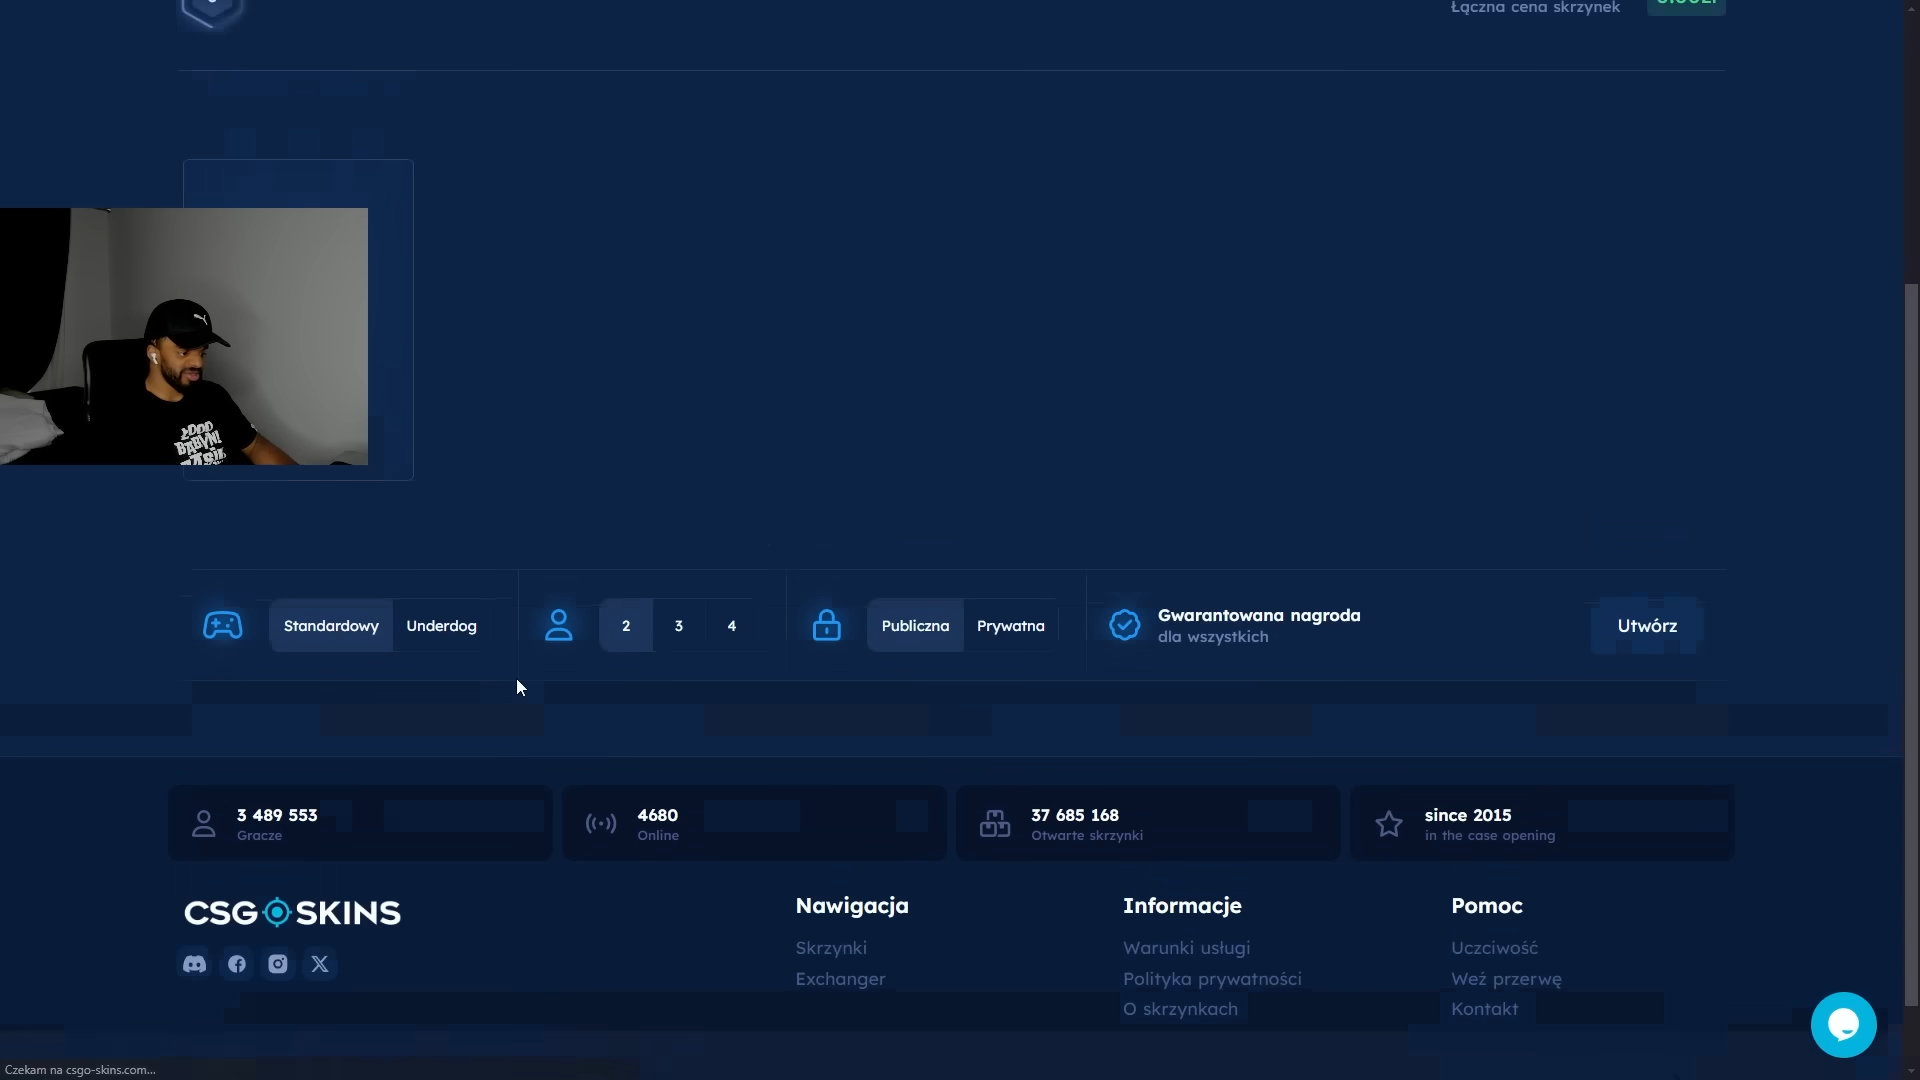 Łączna cena skrzynek
Standardowy
Underdog
2
3
4
Publiczna
Prywatna
Gwarantowana nagroda
dla wszystkich
Utwórz
3 489 553
Gracze
4680
Online
37 685 168
Otwarte skrzynki
since 2015
in the case opening
CSG SKINS
Nawigacja
Skrzynki
Exchanger
Informacje
Warunki usługi
Polityka prywatności
O skrzynkach
Pomoc
Uczciwość
Weź przerwę
Kontakt
Czekam na csgo-skins.com...